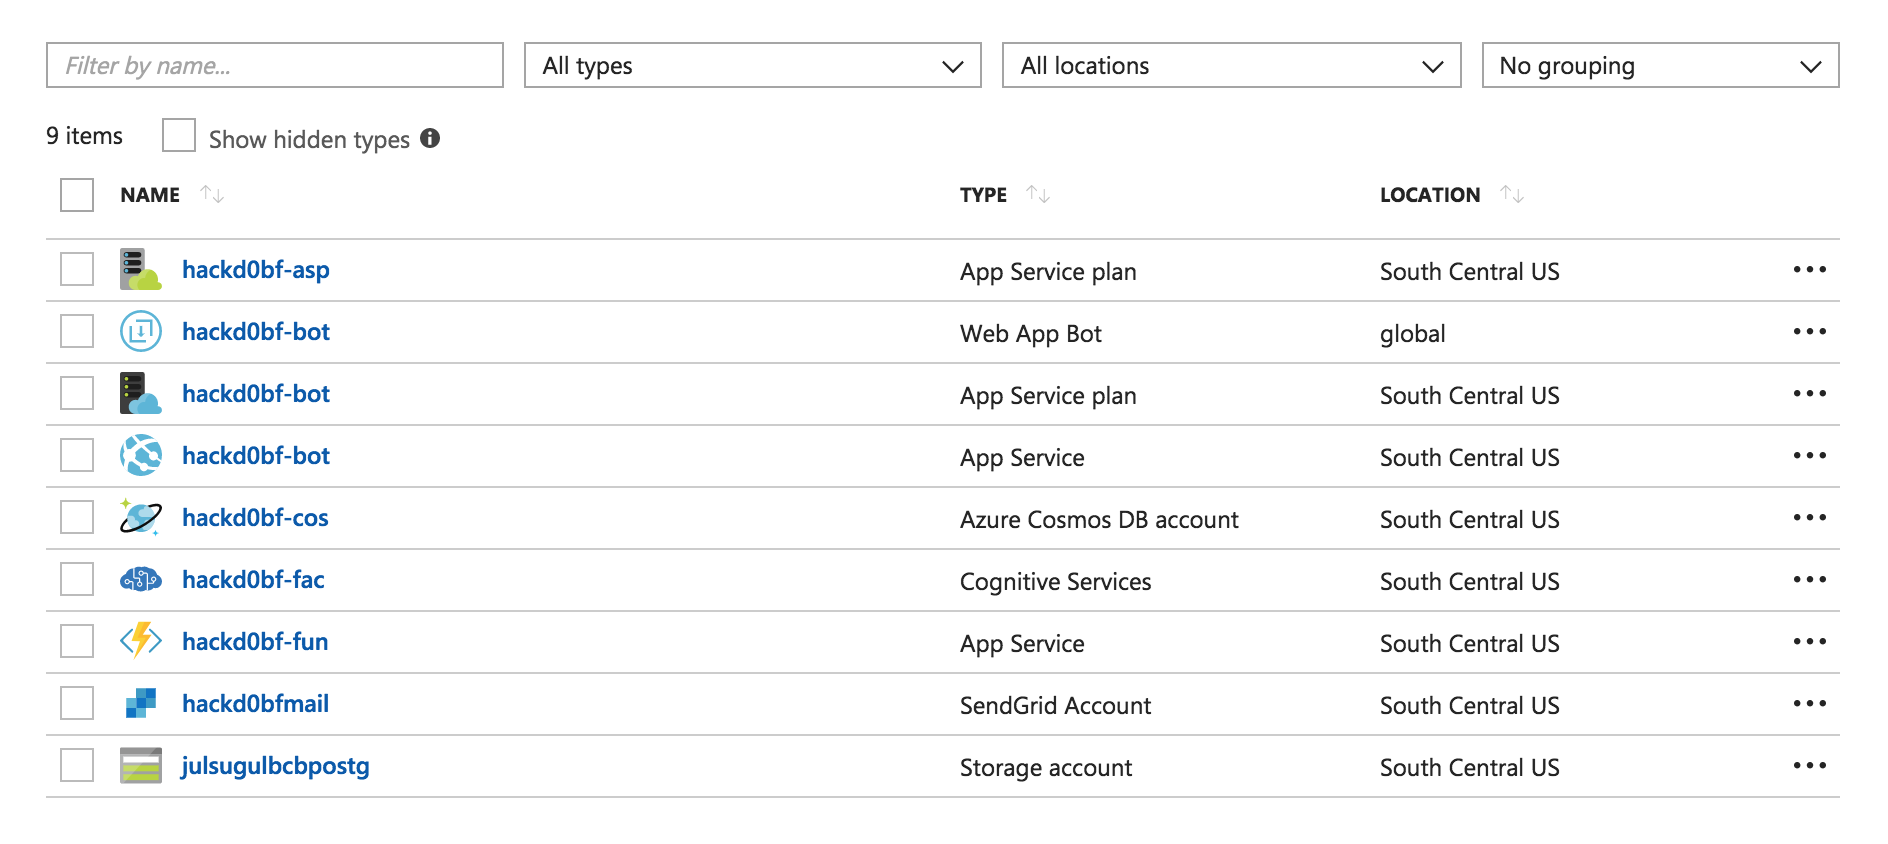 Filter by name... All types All locations No grouping
9 items Show hidden types
NAME TYPE LOCATION
hackd0bf-asp App Service plan South Central US
hackd0bf-bot Web App Bot global
hackd0bf-bot App Service plan South Central US
hackd0bf-bot App Service South Central US
hackd0bf-cos Azure Cosmos DB account South Central US
hackd0bf-fac Cognitive Services South Central US
hackd0bf-fun App Service South Central US
hackd0bfmail SendGrid Account South Central US
julsugulbcbpostg Storage account South Central US